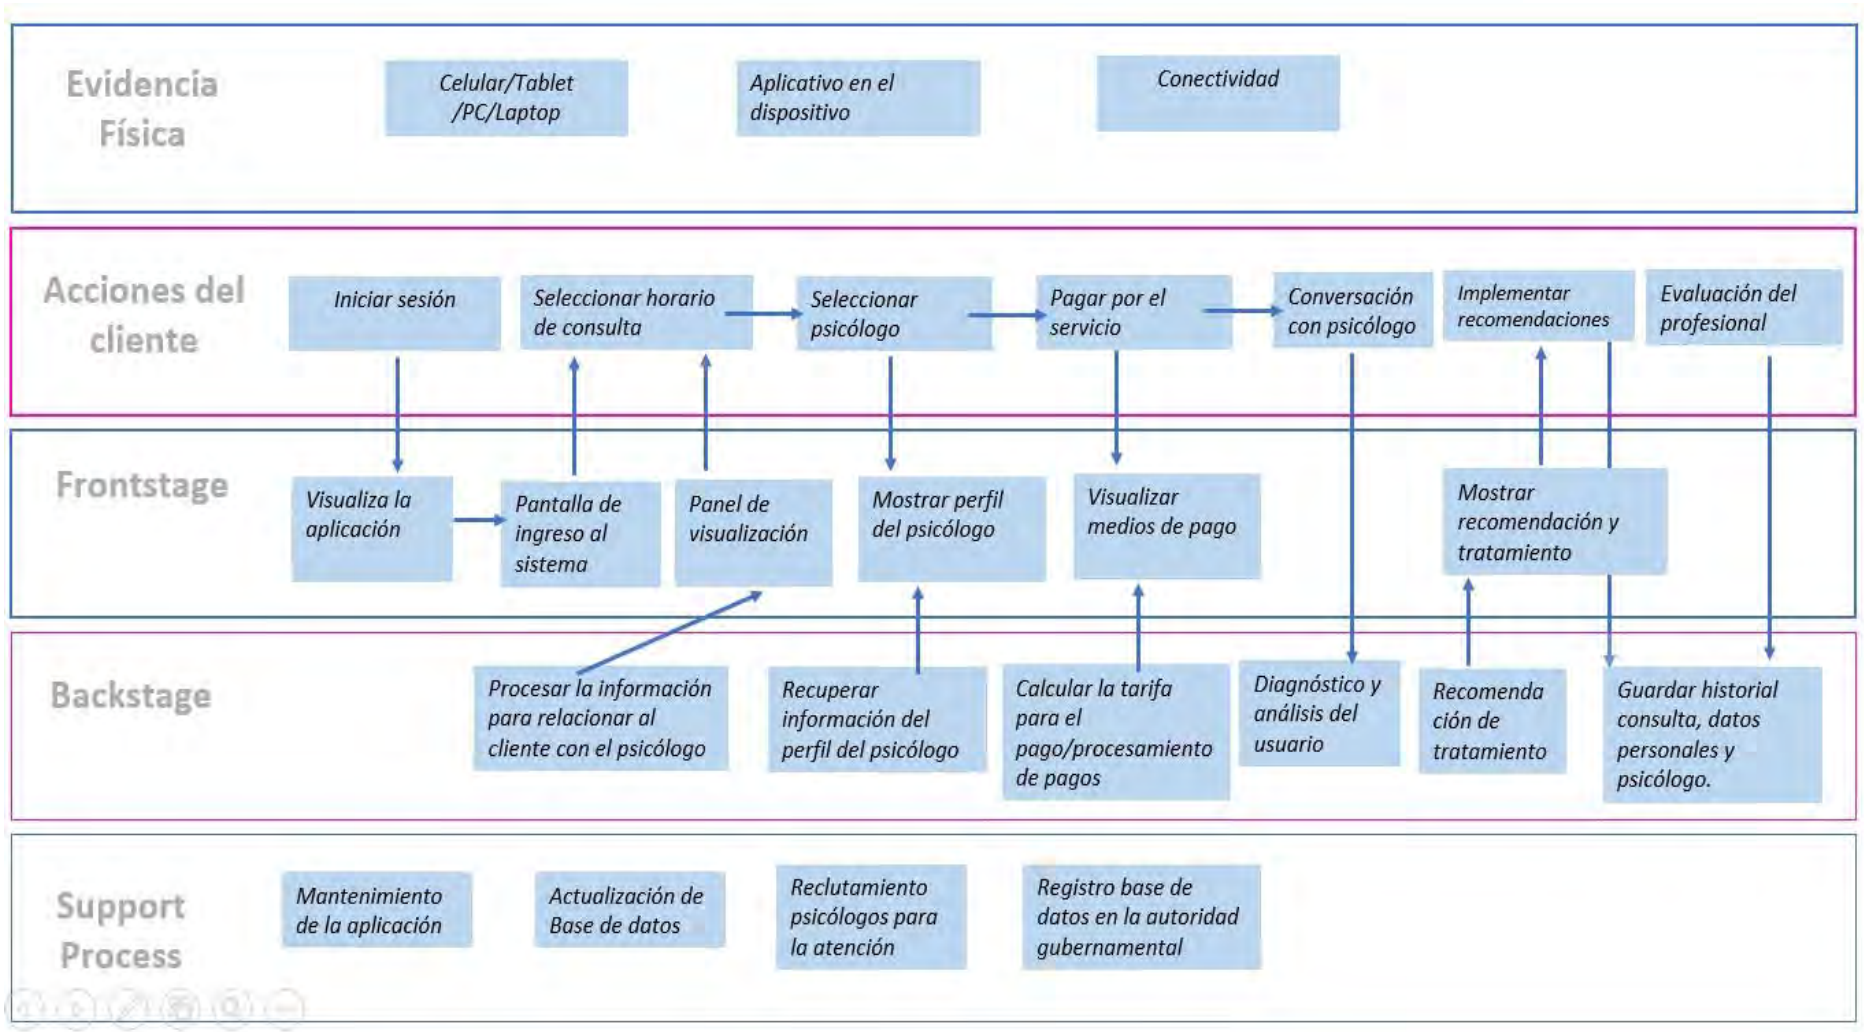 Evidencia
Física
Celular/Tablet
/PC/Laptop
Aplicativo en el
dispositivo
Conectividad
Acciones del
cliente
Iniciar sesión
Seleccionar horario
de consulta
Seleccionar
psicólogo
Pagar por el
servicio
Conversación
con psicólogo
Implementar
recomendaciones
Evaluación del
profesional
Frontstage
Visualiza la
aplicación
Pantalla de
ingreso al
sistema
Panel de
visualización
Mostrar perfil
del psicólogo
Visualizar
medios de pago
Mostrar
recomendación y
tratamiento
Backstage
Procesar la información
para relacionar al
cliente con el psicólogo
Recuperar
información del
perfil del psicólogo
Calcular la tarifa
para el
pago/procesamiento
de pagos
Diagnóstico y
análisis del
usuario
Recomenda
ción de
tratamiento
Guardar historial
consulta, datos
personales y
psicólogo.
Support
Process
Mantenimiento
de la aplicación
Actualización de
Base de datos
Reclutamiento
psicólogos para
la atención
Registro base de
datos en la autoridad
gubernamental